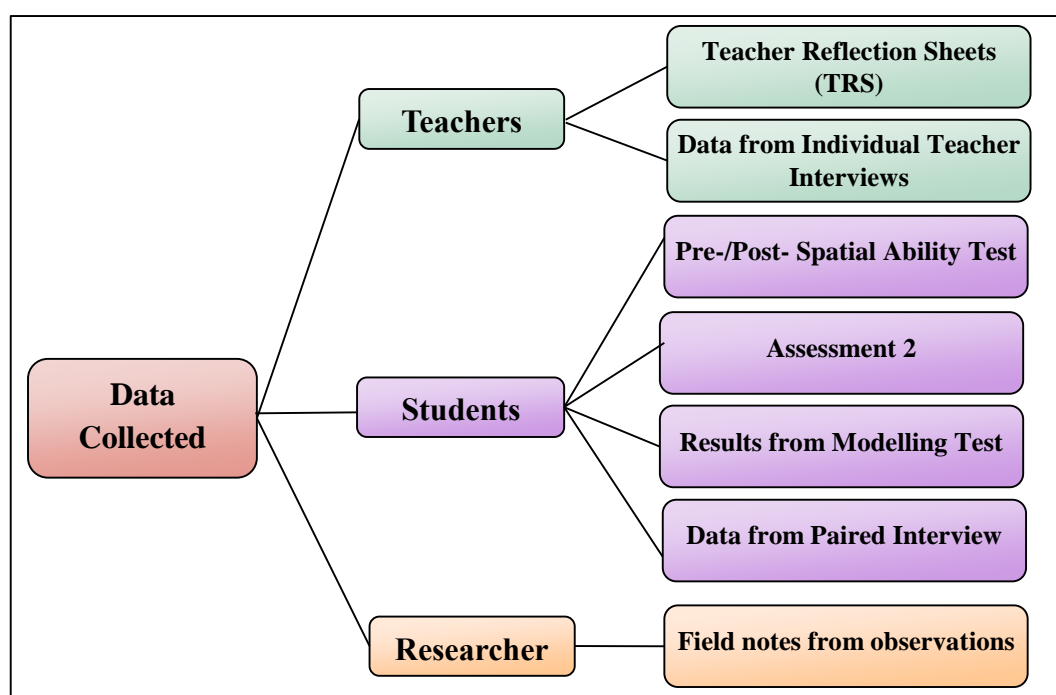 Data
Collected
Teachers
Teacher Reflection Sheets
(TRS)
Data from Individual Teacher
Interviews
Students
Pre-/Post- Spatial Ability Test
Assessment 2
Results from Modelling Test
Data from Paired Interview
Researcher
Field notes from observations